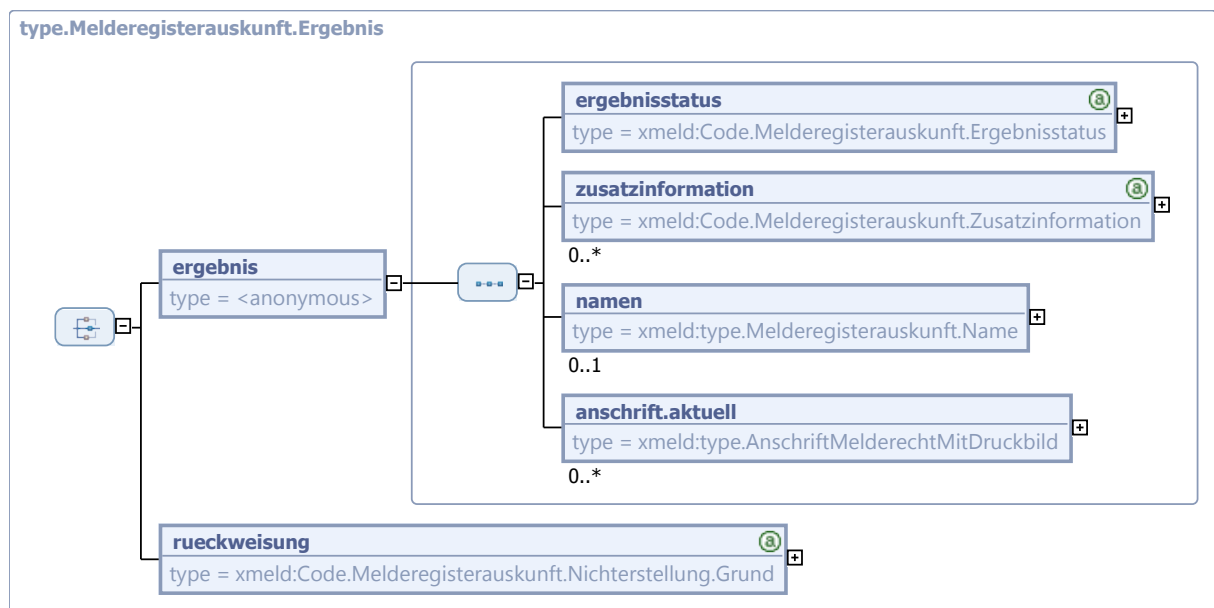 type.Melderegisterauskunft.Ergebnis
ergebnisstatus
a
type = xmeld:Code.Melderegisterauskunft.Ergebnisstatus
zusatzinformation
a
type = xmeld:Code.Melderegisterauskunft.Zusatzinformation
0..*
ergebnis
type = <anonymous>
namen
type = xmeld:type.Melderegisterauskunft.Name
0..1
anschrift.aktuell
type = xmeld:type.AnschriftMelderechtMitDruckbild
0..*
rueckweisung
a
type = xmeld:Code.Melderegisterauskunft.Nichterstellung.Grund